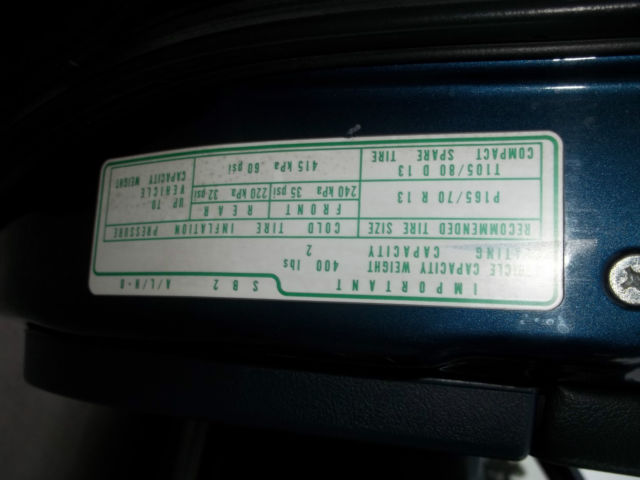 IMPORTANT SB2 A/L/N-D
VEHICLE CAPACITY WEIGHT 400 lbs
SEATING CAPACITY 2
RECOMMENDED TIRE SIZE COLD TIRE INFLATION PRESSURE
P165/70 R 13 FRONT REAR UP TO
240 kPa 35 psi 220 kPa 32 psi VEHICLE
T105/80 D 13 415 kPa 60 psi CAPACITY WEIGHT
COMPACT SPARE TIRE